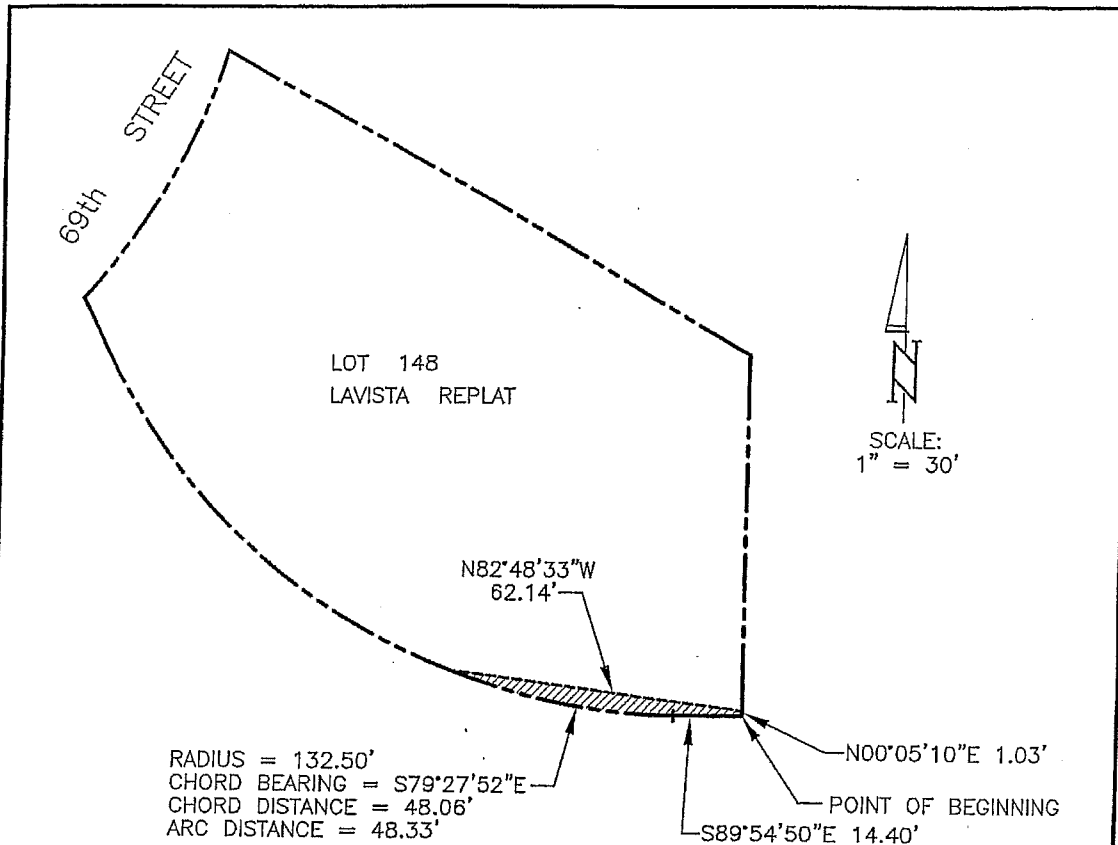 69th STREET
LOT 148
LAVISTA REPLAT
N
SCALE:
1" = 30'
N82°48'33"W
62.14'
RADIUS = 132.50'
CHORD BEARING = S79°27'52"E
CHORD DISTANCE = 48.06'
ARC DISTANCE = 48.33'
N00°05'10"E 1.03'
POINT OF BEGINNING
S89°54'50"E 14.40'